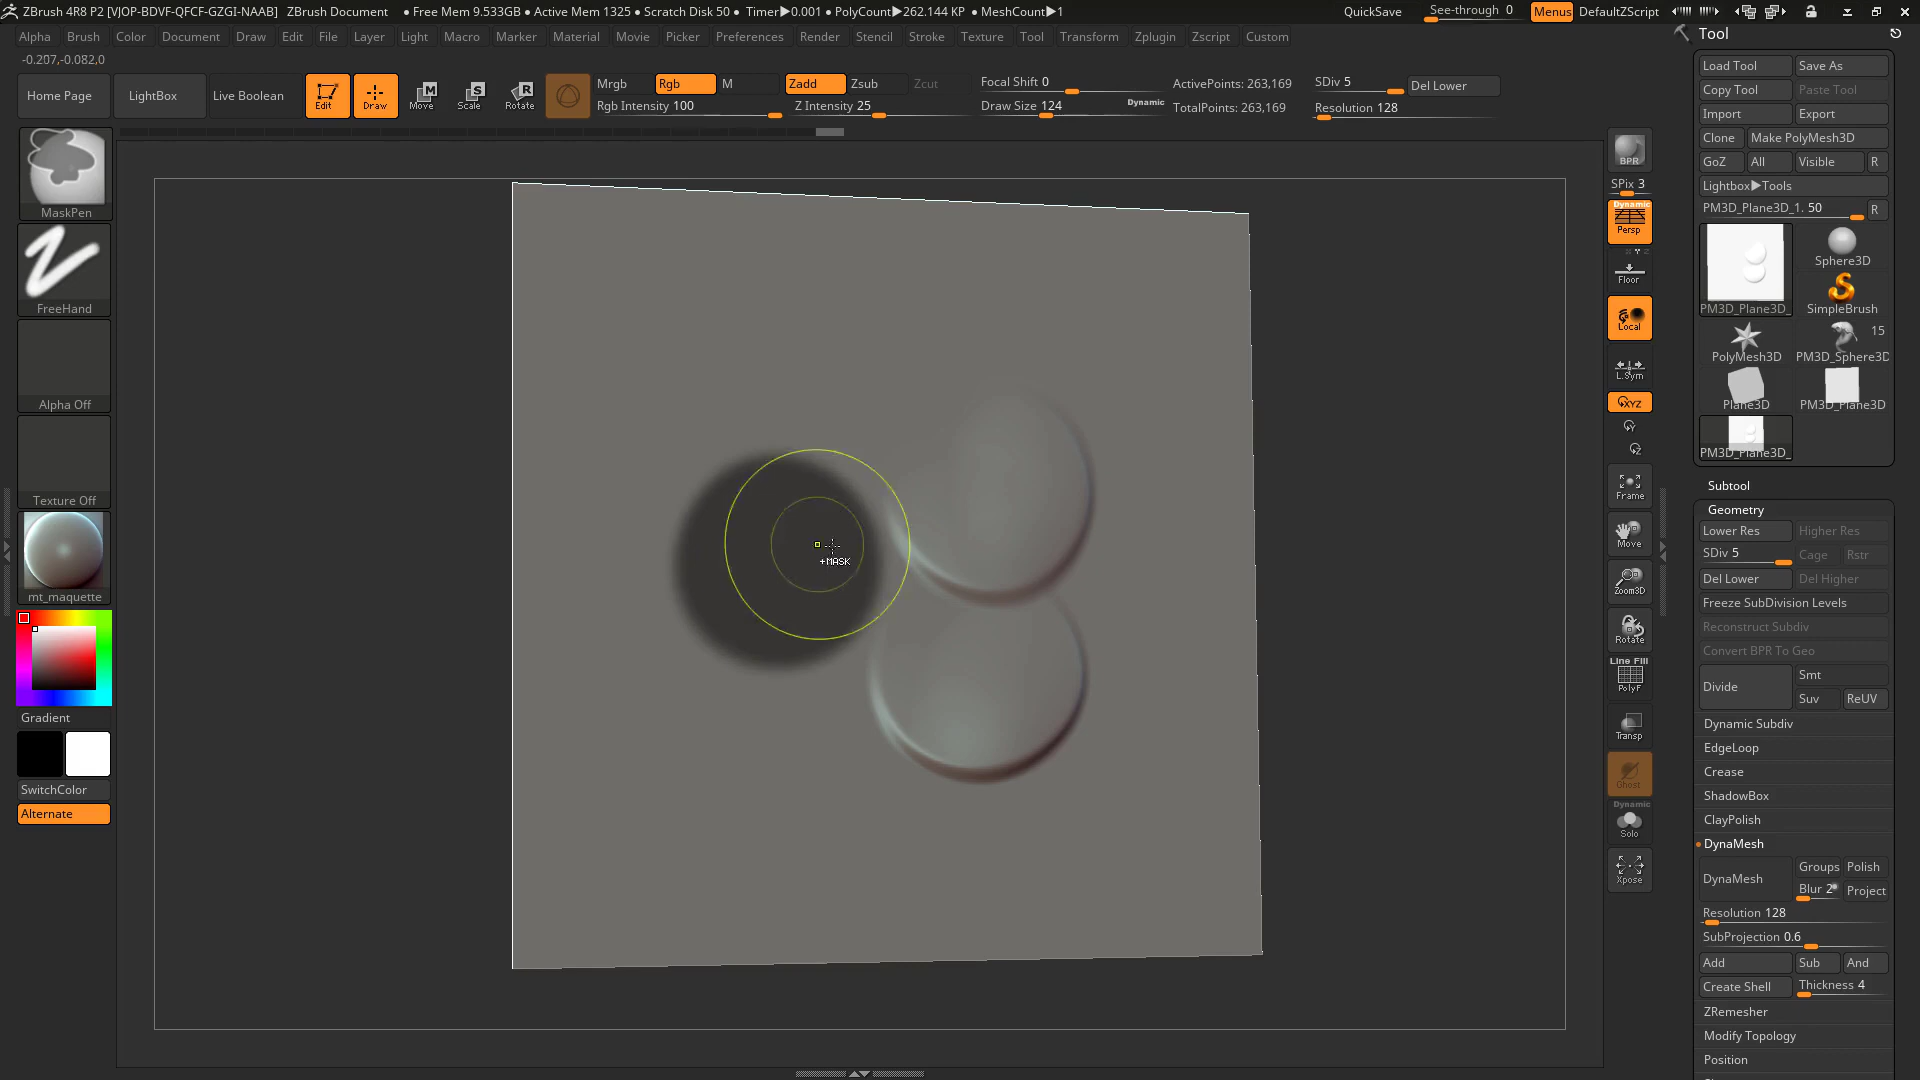 ZBrush 4R8 P2 [VJOP-BDVF-QFCF-GZGI-NAAB] ZBrush Document ● Free Mem 9.533GB ● Active Mem 1325 ● Scratch Disk 50 ● Timer▶0.001 ● PolyCount▶262.144 KP ● MeshCount▶1 QuickSave See-through 0 Menus DefaultZScript
Alpha Brush Color Document Draw Edit File Layer Light Macro Marker Material Movie Picker Preferences Render Stencil Stroke Texture Tool Transform Zplugin Zscript Custom
-0.207,-0.082,0
Home Page LightBox Live Boolean Edit Draw Move Scale Rotate
Mrgb Rgb M Zadd Zsub Zcut Focal Shift 0 ActivePoints: 263,169 SDiv 5 Del Lower
Rgb Intensity 100 Z Intensity 25 Draw Size 124 Dynamic TotalPoints: 263,169 Resolution 128
MaskPen
FreeHand
Alpha Off
Texture Off
mt_maquette
Gradient
SwitchColor
Alternate
+MASK
BPR
SPix 3
Dynamic
Persp
Floor
Local
L.Sym
XYZ
Frame
Move
Zoom3D
Rotate
Line Fill
PolyF
Transp
Ghost
Dynamic
Solo
Xpose
Tool
Load Tool Save As
Copy Tool Paste Tool
Import Export
Clone Make PolyMesh3D
GoZ All Visible R
Lightbox▶Tools
PM3D_Plane3D_1. 50 R
PM3D_Plane3D_ Sphere3D
SimpleBrush
15
PolyMesh3D PM3D_Sphere3D
Plane3D PM3D_Plane3D
PM3D_Plane3D_
Subtool
Geometry
Lower Res Higher Res
SDiv 5 Cage Rstr
Del Lower Del Higher
Freeze SubDivision Levels
Reconstruct Subdiv
Convert BPR To Geo
Divide Smt
Suv ReUV
Dynamic Subdiv
EdgeLoop
Crease
ShadowBox
ClayPolish
DynaMesh
DynaMesh Groups Polish
Blur 2 Project
Resolution 128
SubProjection 0.6
Add Sub And
Create Shell Thickness 4
ZRemesher
Modify Topology
Position